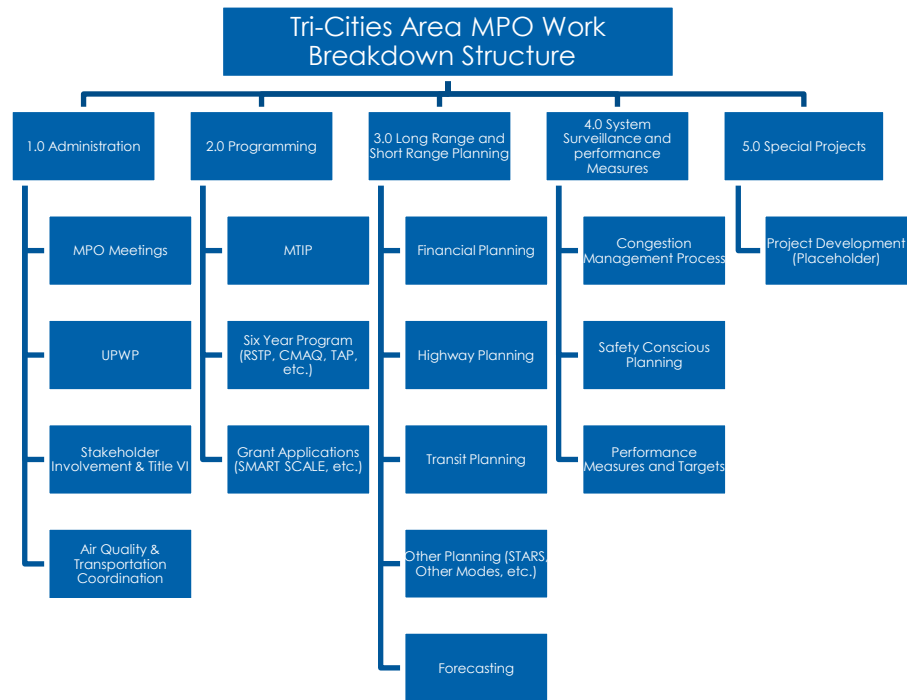 Tri-Cities Area MPO Work
Breakdown Structure
1.0 Administration
MPO Meetings
UPWP
Stakeholder
Involvement & Title VI
Air Quality &
Transportation
Coordination
2.0 Programming
MTIP
Six Year Program
(RSTP, CMAQ, TAP,
etc.)
Grant Applications
(SMART SCALE, etc.)
3.0 Long Range and
Short Range Planning
Financial Planning
Highway Planning
Transit Planning
Other Planning (STARS,
Other Modes, etc.)
Forecasting
4.0 System
Surveillance and
performance
Measures
Congestion
Management Process
Safety Conscious
Planning
Performance
Measures and Targets
5.0 Special Projects
Project Development
(Placeholder)